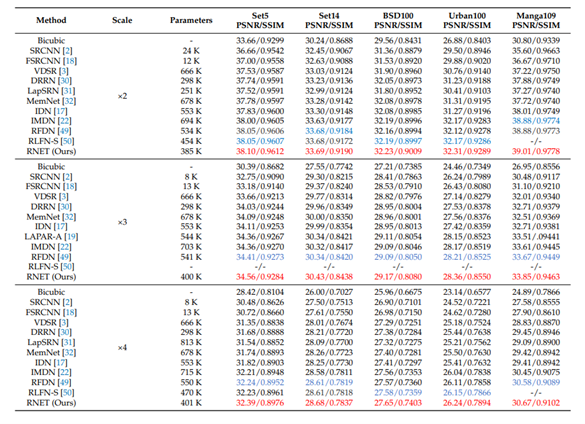 Method Scale Parameters Set5 PSNR/SSIM Set14 PSNR/SSIM BSD100 PSNR/SSIM Urban100 PSNR/SSIM Manga109 PSNR/SSIM
Bicubic - 33.66/0.9299 30.24/0.8688 29.56/0.8431 26.88/0.8403 30.80/0.9339
SRCNN [2] 24 K 36.66/0.9542 32.45/0.9067 31.36/0.8879 29.50/0.8946 35.60/0.9663
FSRCNN [18] 12 K 37.00/0.9558 32.63/0.9088 31.53/0.8920 29.88/0.9020 36.67/0.9710
VDSR [3] 666 K 37.53/0.9587 33.03/0.9124 31.90/0.8960 30.76/0.9140 37.22/0.9750
DRRN [30] 298 K 37.74/0.9591 33.23/0.9136 32.05/0.8973 31.23/0.9188 37.88/0.9749
LapSRN [31] 251 K 37.52/0.9591 32.99/0.9124 31.80/0.8952 30.41/0.9103 37.27/0.9740
MemNet [32] ×2 678 K 37.78/0.9597 33.28/0.9142 32.08/0.8978 31.31/0.9195 37.72/0.9740
IDN [17] 553 K 37.83/0.9600 33.30/0.9148 32.08/0.8985 31.27/0.9196 38.01/0.9749
IMDN [22] 694 K 38.00/0.9605 33.63/0.9177 32.19/0.8996 32.17/0.9283 38.88/0.9774
RFDN [49] 534 K 38.05/0.9606 33.68/0.9184 32.16/0.8994 32.12/0.9278 38.88/0.9773
RLFN-S [50] 454 K 38.05/0.9607 33.68/0.9172 32.19/0.8997 32.17/0.9286 -/-
RNET (Ours) 385 K 38.10/0.9612 33.69/0.9190 32.23/0.9009 32.31/0.9289 39.01/0.9778
Bicubic - 30.39/0.8682 27.55/0.7742 27.21/0.7385 24.46/0.7349 26.95/0.8556
SRCNN [2] 8 K 32.75/0.9090 29.30/0.8215 28.41/0.7863 26.24/0.7989 30.48/0.9117
FSRCNN [18] 13 K 33.18/0.9140 29.37/0.8240 28.53/0.7910 26.43/0.8080 31.10/0.9210
VDSR [3] 666 K 33.66/0.9213 29.77/0.8314 28.82/0.7976 27.14/0.8279 32.01/0.9340
DRRN [30] 298 K 34.03/0.9244 29.96/0.8349 28.95/0.8004 27.53/0.8378 32.71/0.9379
MemNet [32] 678 K 34.09/0.9248 30.00/0.8350 28.96/0.8001 27.56/0.8376 32.51/0.9369
IDN [17] ×3 553 K 34.11/0.9253 29.99/0.8354 28.95/0.8013 27.42/0.8359 32.71/0.9381
LAPAR-A [19] 544 K 34.36/0.9267 30.34/0.8421 29.11/0.8054 28.15/0.8523 33.51/.09441
IMDN [22] 703 K 34.36/0.9270 30.32/0.8417 29.09/0.8046 28.17/0.8519 33.61/0.9445
RFDN [49] 541 K 34.41/0.9273 30.34/0.8420 29.09/0.8050 28.21/0.8525 33.67/0.9449
RLFN-S [50] - -/- -/- -/- -/- -/-
RNET (Ours) 400 K 34.56/0.9284 30.43/0.8438 29.17/0.8080 28.36/0.8550 33.85/0.9463
Bicubic - 28.42/0.8104 26.00/0.7027 25.96/0.6675 23.14/0.6577 24.89/0.7866
SRCNN [2] 8 K 30.48/0.8626 27.50/0.7513 26.90/0.7101 24.52/0.7221 27.58/0.8555
FSRCNN [18] 13 K 30.72/0.8660 27.61/0.7550 26.98/0.7150 24.62/0.7280 27.90/0.8610
VDSR [3] 666 K 31.35/0.8838 28.01/0.7674 27.29/0.7251 25.18/0.7524 28.83/0.8870
DRRN [30] 298 K 31.68/0.8888 28.21/0.7720 27.38/0.7284 25.44/0.7638 29.45/0.8946
LapSRN [31] ×4 813 K 31.54/0.8852 28.09/0.7700 27.32/0.7275 25.21/0.7562 29.09/0.8900
MemNet [32] 678 K 31.74/0.8893 28.26/0.7723 27.40/0.7281 25.50/0.7630 29.42/0.8942
IDN [17] 553 K 31.82/0.8903 28.25/0.7730 27.41/0.7297 25.41/0.7632 29.41/0.8942
IMDN [22] 715 K 32.21/0.8948 28.58/0.7811 27.56/0.7353 26.04/0.7838 30.45/0.9075
RFDN [49] 550 K 32.24/0.8952 28.61/0.7819 27.57/0.7360 26.11/0.7858 30.58/0.9089
RLFN-S [50] 470 K 32.23/0.8961 28.61/0.7818 27.58/0.7359 26.15/0.7866 -/-
RNET (Ours) 401 K 32.39/0.8976 28.68/0.7837 27.65/0.7403 26.24/0.7894 30.67/0.9102